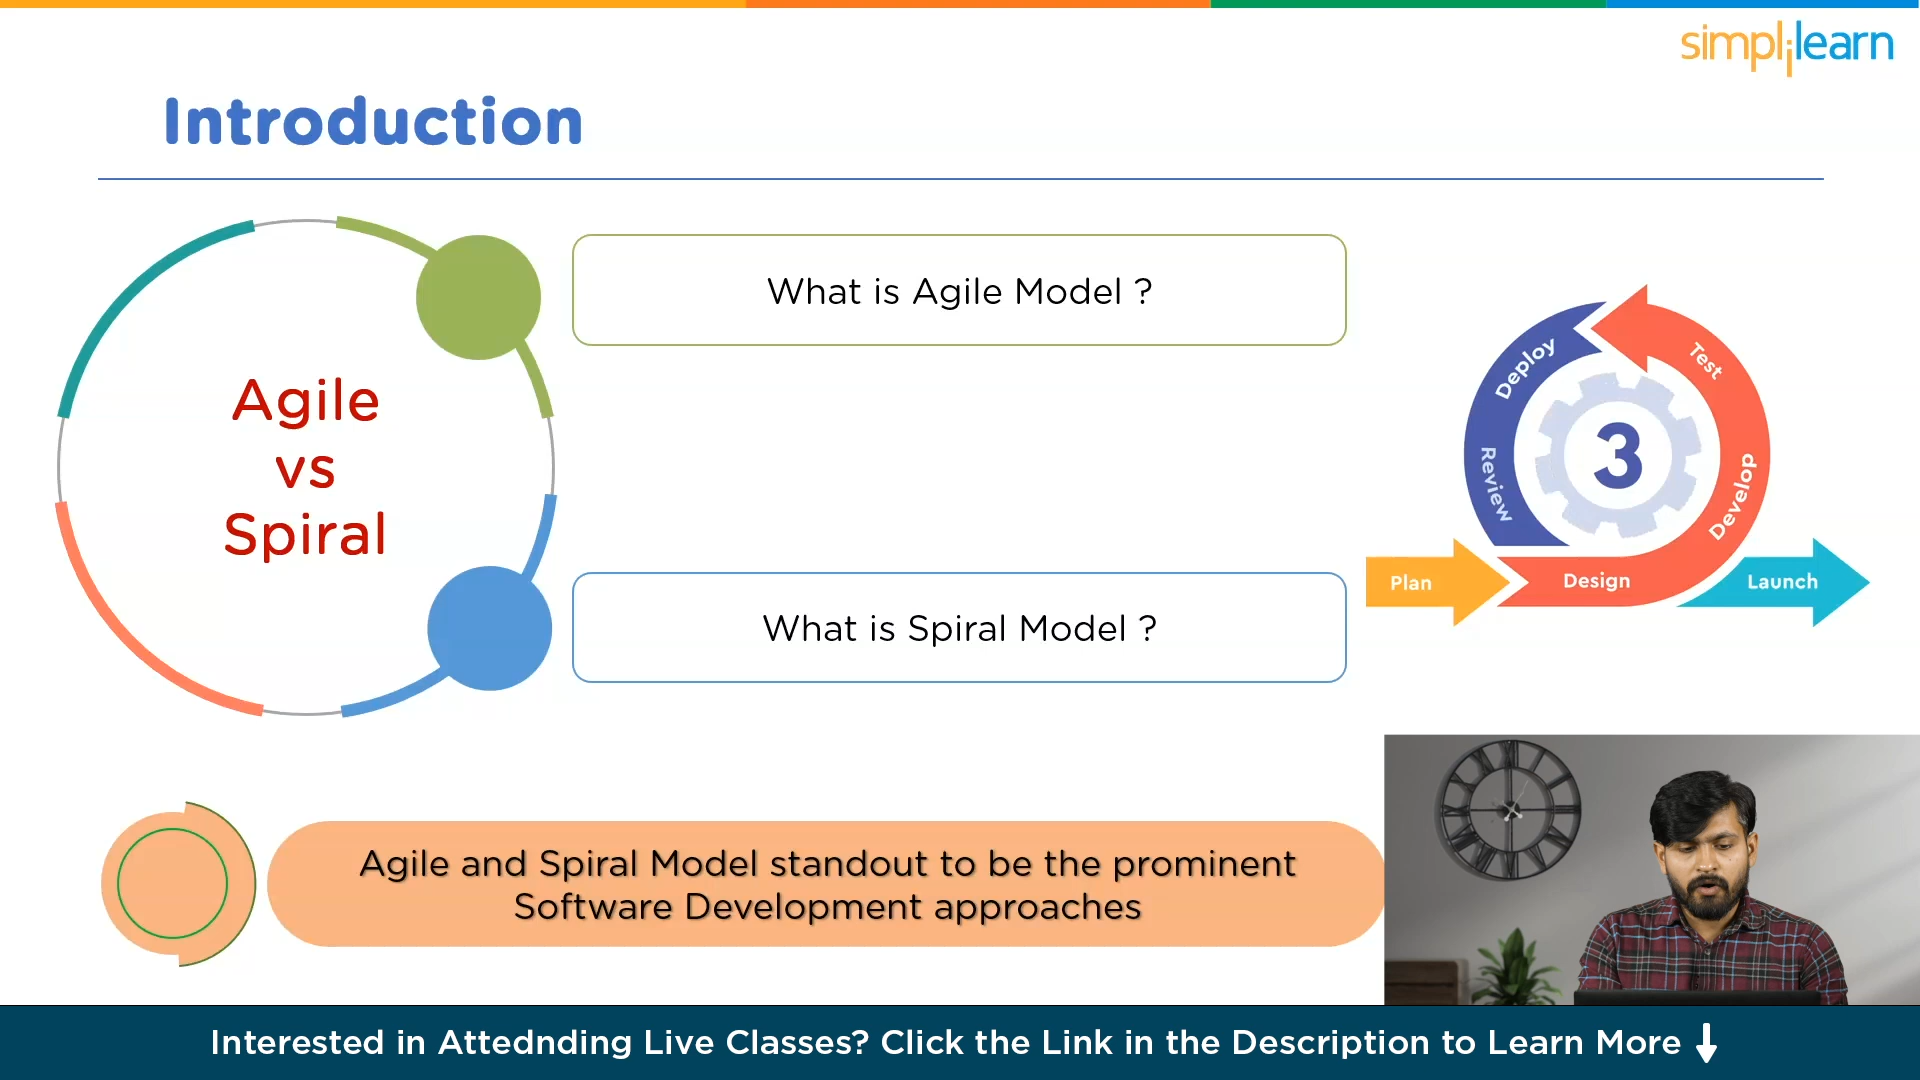 simplilearn
Introduction
Agile
vs
Spiral
What is Agile Model ?
What is Spiral Model ?
Deploy
Test
Review
3
Develop
Plan
Design
Launch
Agile and Spiral Model standout to be the prominent
Software Development approaches
Interested in Attednding Live Classes? Click the Link in the Description to Learn More